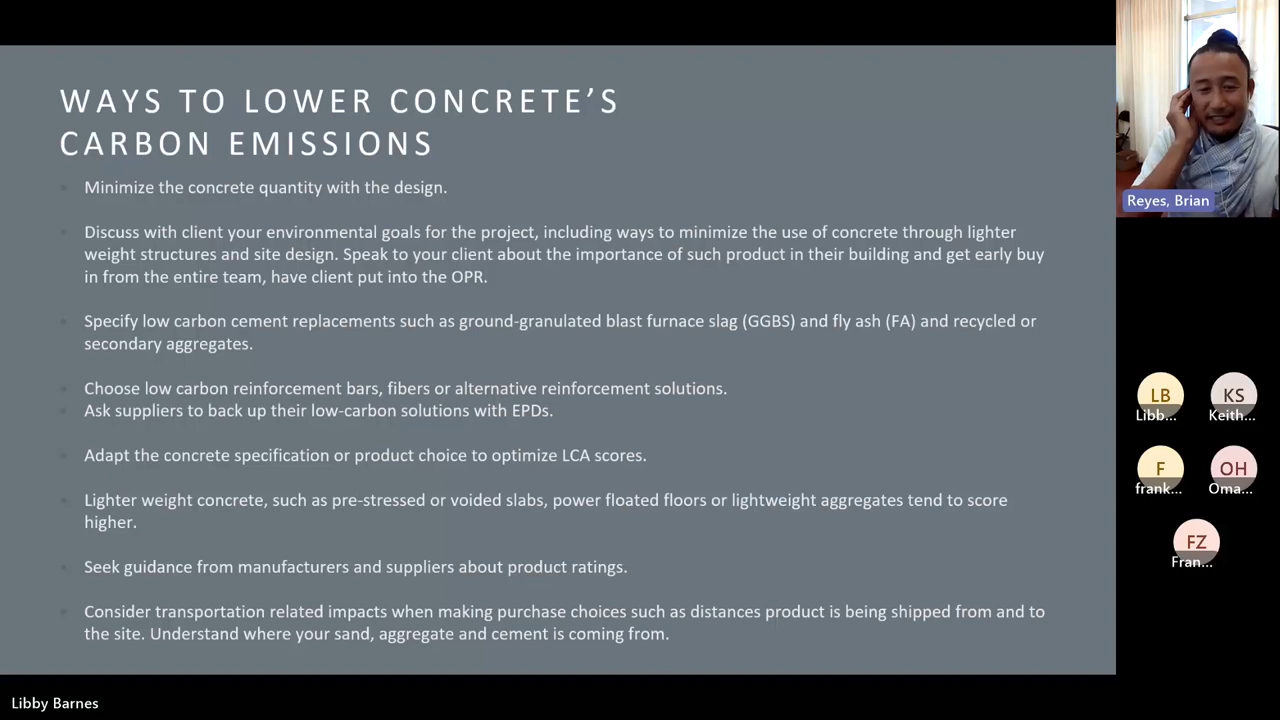 WAYS TO LOWER CONCRETE’S
CARBON EMISSIONS
Minimize the concrete quantity with the design.
Discuss with client your environmental goals for the project, including ways to minimize the use of concrete through lighter
weight structures and site design. Speak to your client about the importance of such product in their building and get early buy
in from the entire team, have client put into the OPR.
Specify low carbon cement replacements such as ground-granulated blast furnace slag (GGBS) and fly ash (FA) and recycled or
secondary aggregates.
Choose low carbon reinforcement bars, fibers or alternative reinforcement solutions.
Ask suppliers to back up their low-carbon solutions with EPDs.
Adapt the concrete specification or product choice to optimize LCA scores.
Lighter weight concrete, such as pre-stressed or voided slabs, power floated floors or lightweight aggregates tend to score
higher.
Seek guidance from manufacturers and suppliers about product ratings.
Consider transportation related impacts when making purchase choices such as distances product is being shipped from and to
the site. Understand where your sand, aggregate and cement is coming from.
Reyes, Brian
LB KS
Libb... Keith...
F OH
frank... Oma...
FZ
Fran...
Libby Barnes